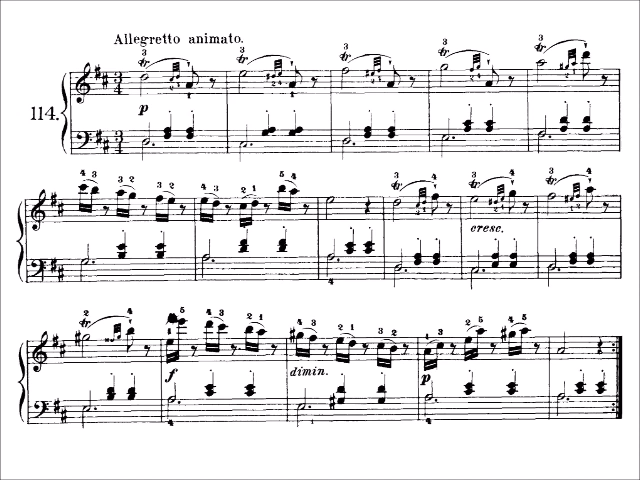 Allegretto animato.
114.
p
cresc.
f
dimin.
p